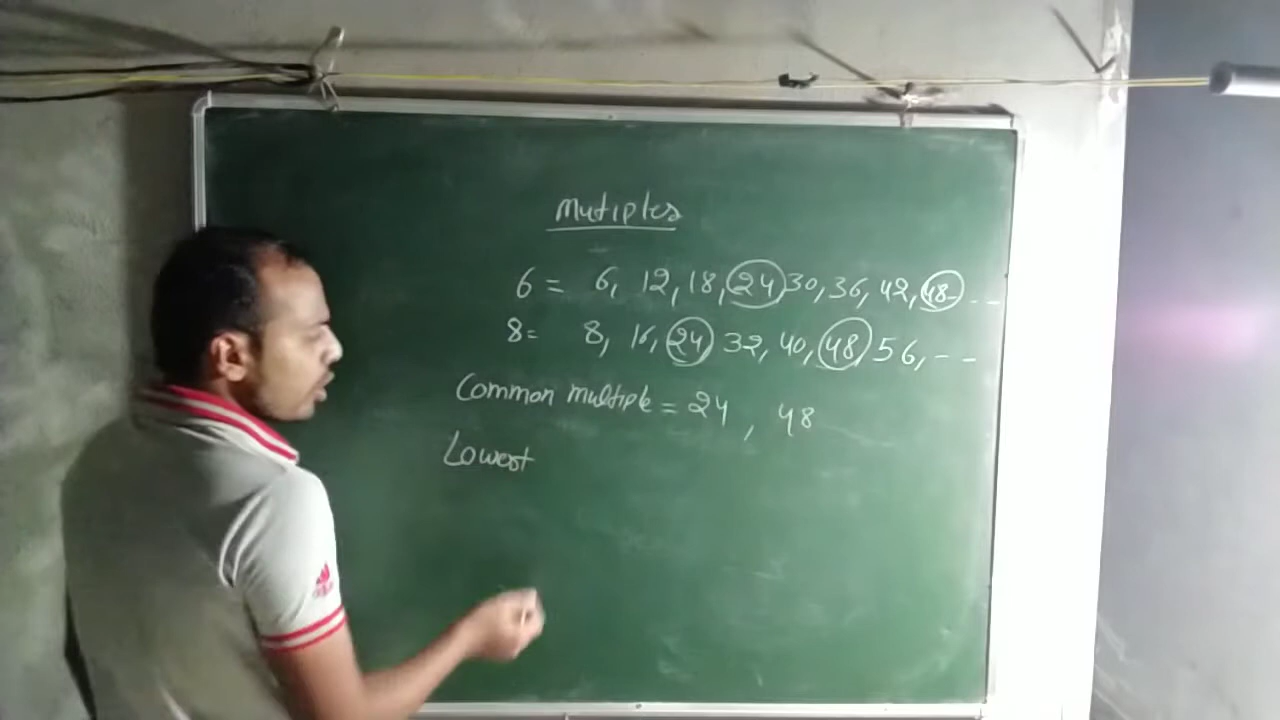 Mutiples
6 = 6, 12, 18, 24 30, 36, 42, 48 - - -
8 = 8, 16, 24 32, 40, 48 56, - - -
Common multiple = 24 , 48
Lowest